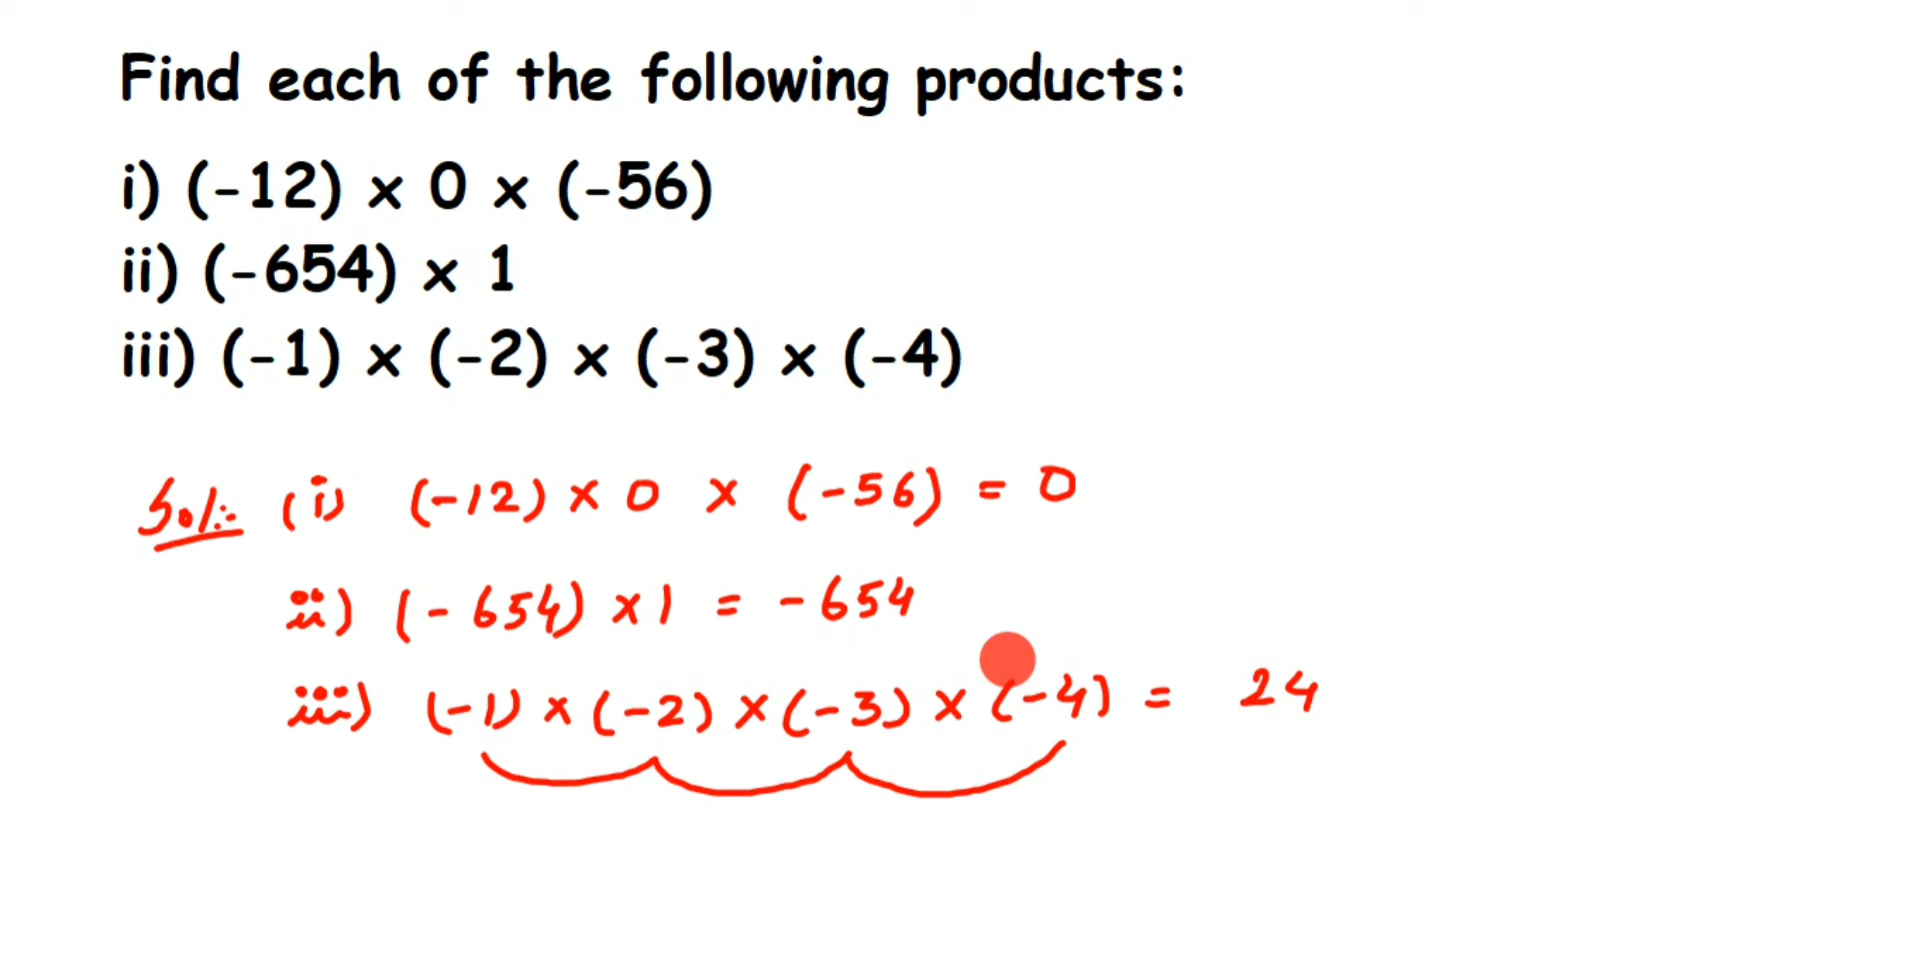 Find each of the following products:
i) (-12) x 0 x (-56)
ii) (-654) x 1
iii) (-1) x (-2) x (-3) x (-4)
Sol:- (i) (-12) × 0 × (-56) = 0
ii) (-654) ×1 = -654
iii) (-1) × (-2) × (-3) × (-4) = 24